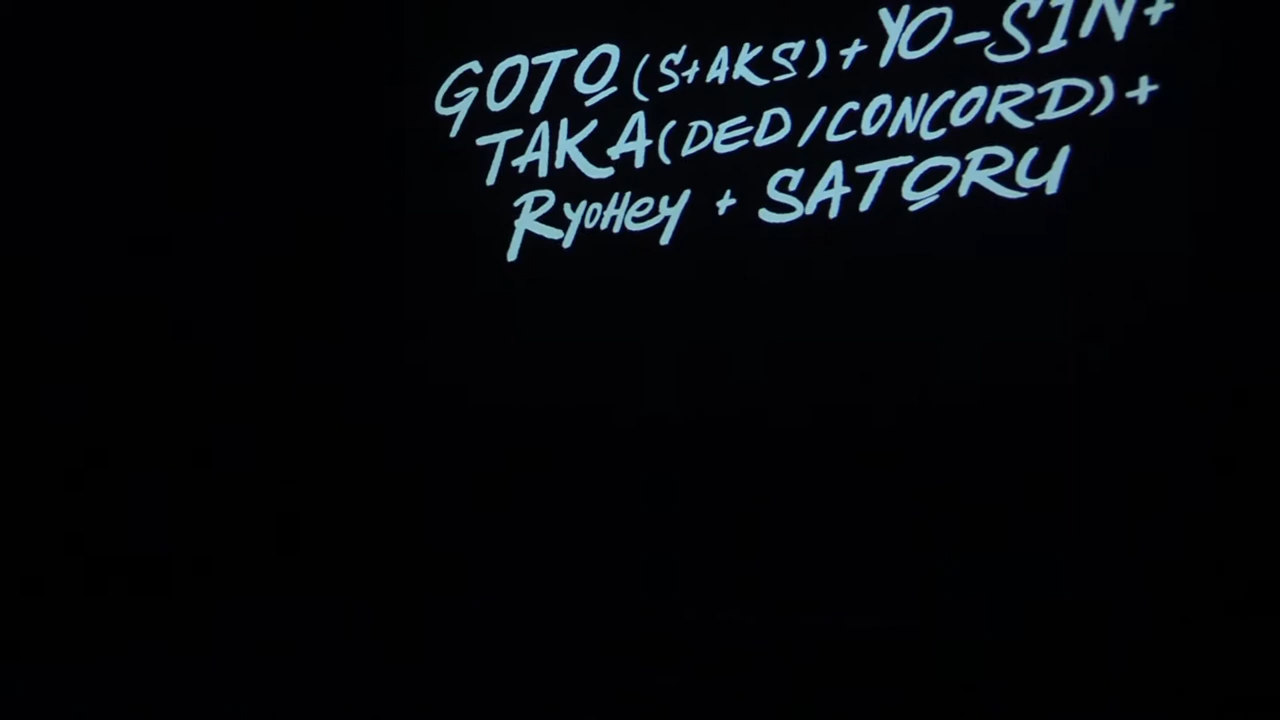 GOTO (S+AKS) + YO-SIN +
TAKA (DED/CONCORD) +
RyoHey + SATORU